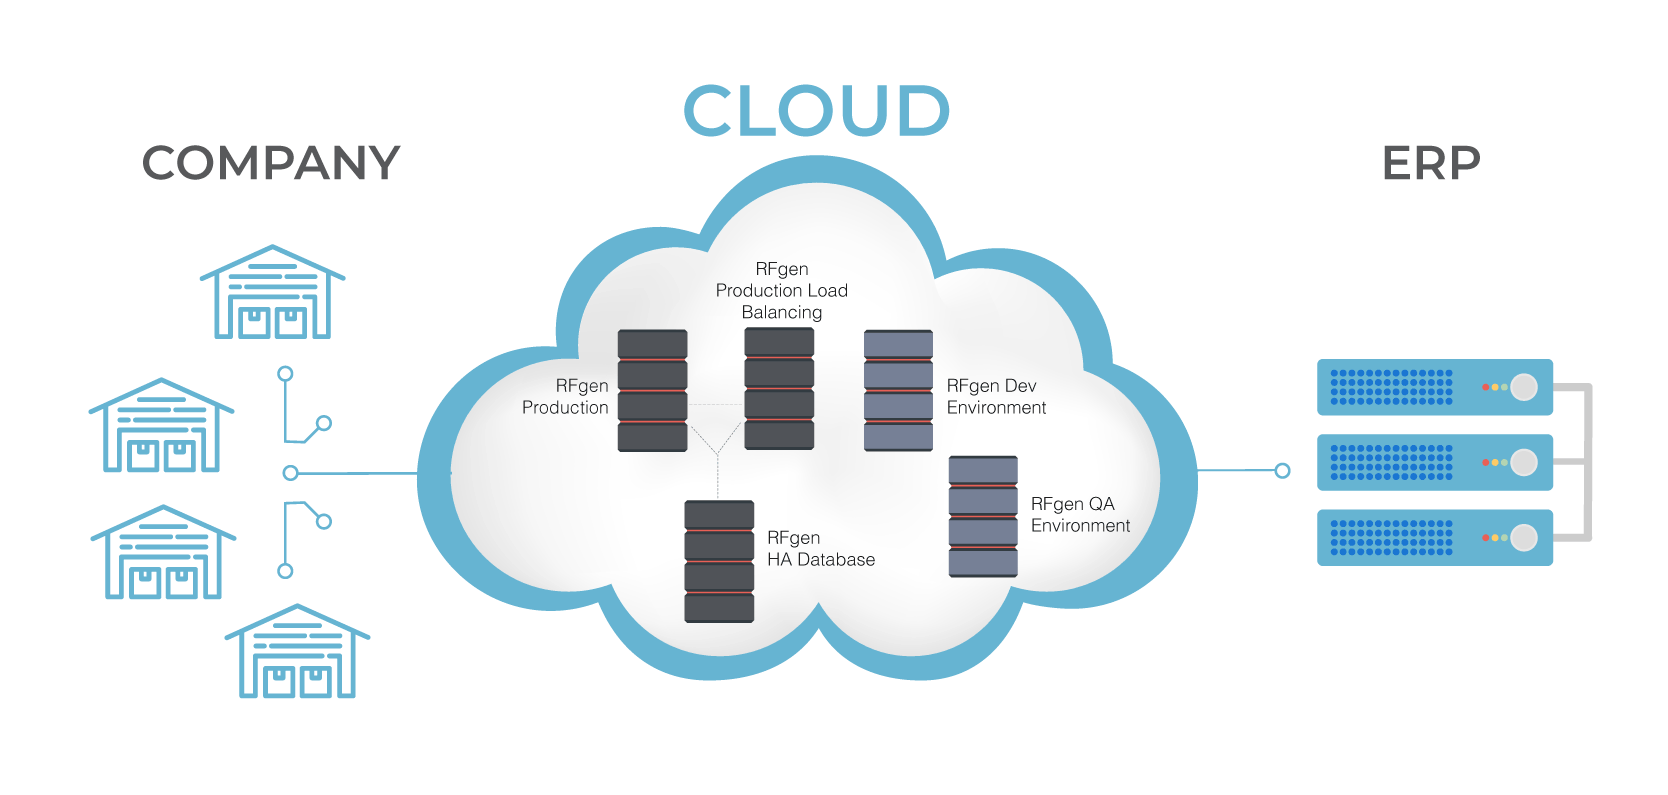 CLOUD
COMPANY
ERP
RFgen
Production Load
Balancing
RFgen
Production
RFgen Dev
Environment
RFgen QA
Environment
RFgen
HA Database